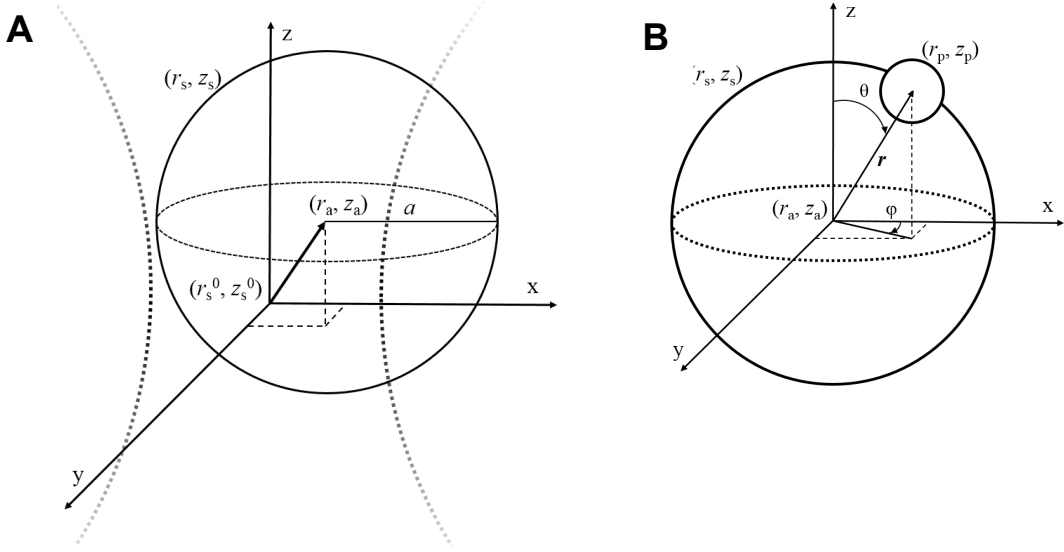 A
z
(rs, zs)
(ra, za)
a
(rs0, zs0)
x
y
B
z
(rp, zp)
rs, zs)
θ
r
(ra, za)
φ
x
y